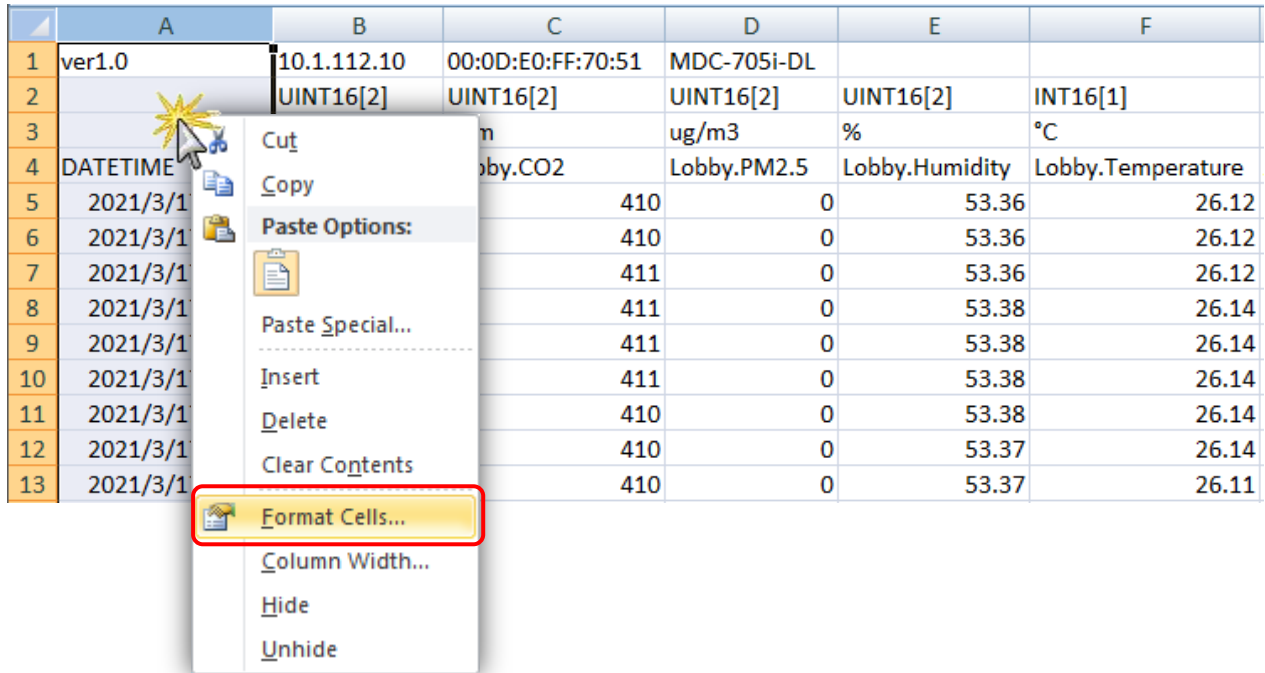 A B C D E F
1 ver1.0 10.1.112.10 00:0D:E0:FF:70:51 MDC-705i-DL
2 UINT16[2] UINT16[2] UINT16[2] UINT16[2] INT16[1]
3 ug/m3 % °C
4 DATETIME Lobby.PM2.5 Lobby.Humidity Lobby.Temperature
5 410 0 53.36 26.12
6 410 0 53.36 26.12
7 411 0 53.36 26.12
8 411 0 53.38 26.14
9 411 0 53.38 26.14
10 411 0 53.38 26.14
11 410 0 53.38 26.14
12 410 0 53.37 26.14
13 410 0 53.37 26.11
Cut
Copy
Paste Options:
Paste Special...
Insert
Delete
Clear Contents
Format Cells...
Column Width...
Hide
Unhide